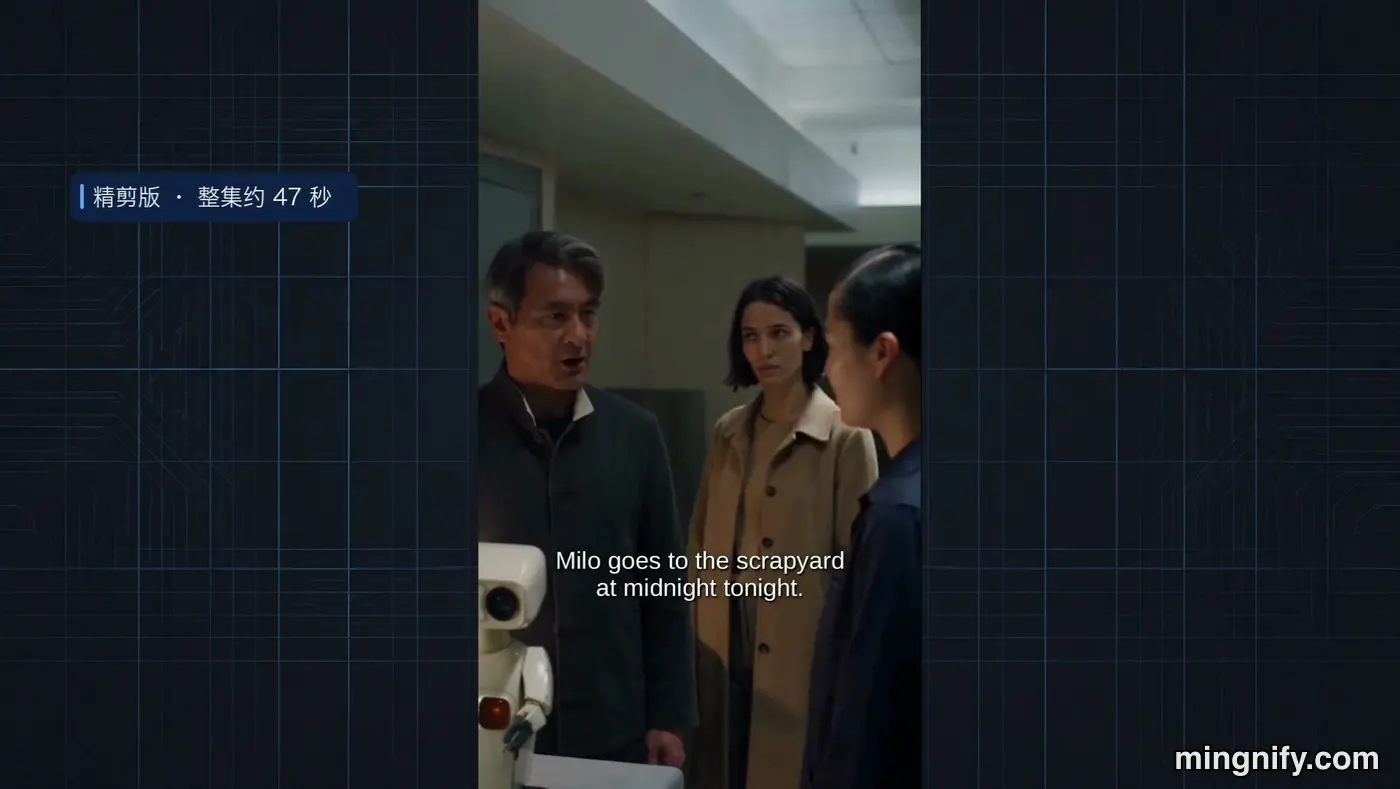 精剪版 · 整集约 47 秒
Milo goes to the scrapyard
at midnight tonight.
mingnify.com